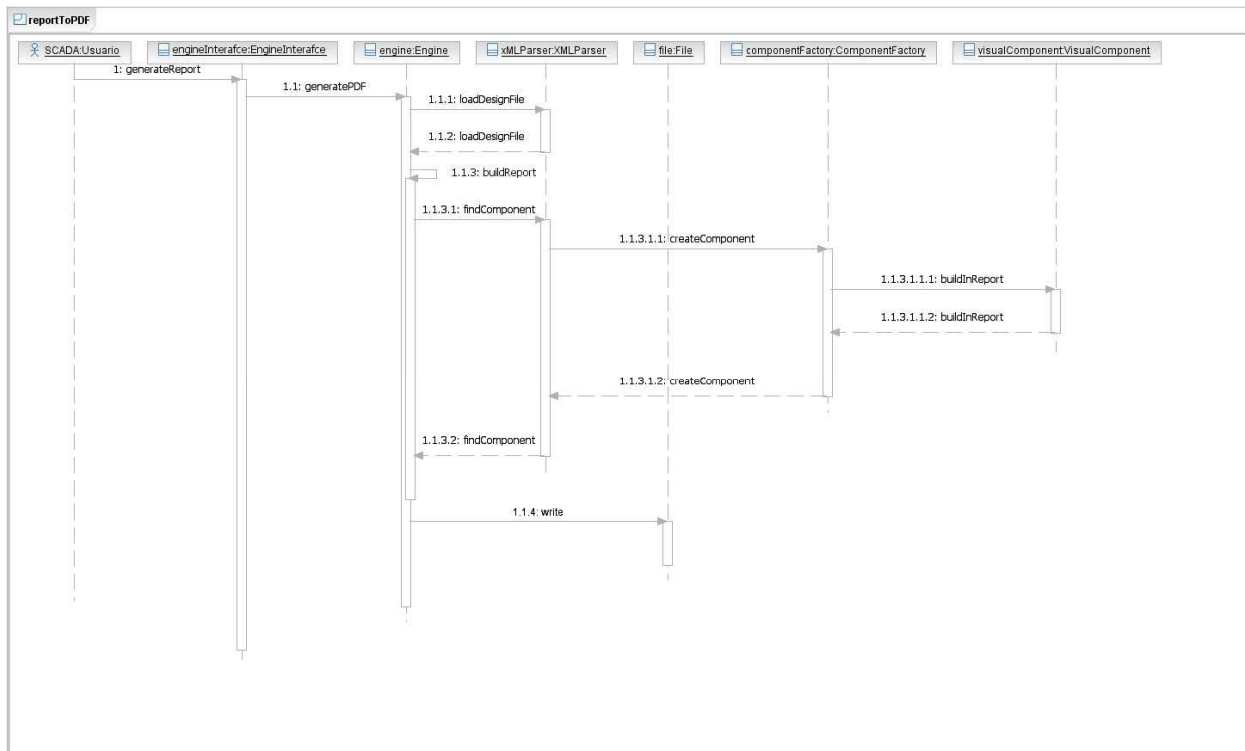 reportToPDF
SCADA:Usuario
engineInterafce:EngineInterafce
engine:Engine
xMLParser:XMLParser
file:File
componentFactory:ComponentFactory
visualComponent:VisualComponent
1: generateReport
1.1: generatePDF
1.1.1: loadDesignFile
1.1.2: loadDesignFile
1.1.3: buildReport
1.1.3.1: findComponent
1.1.3.1.1: createComponent
1.1.3.1.1.1: buildInReport
1.1.3.1.1.2: buildInReport
1.1.3.1.2: createComponent
1.1.3.2: findComponent
1.1.4: write